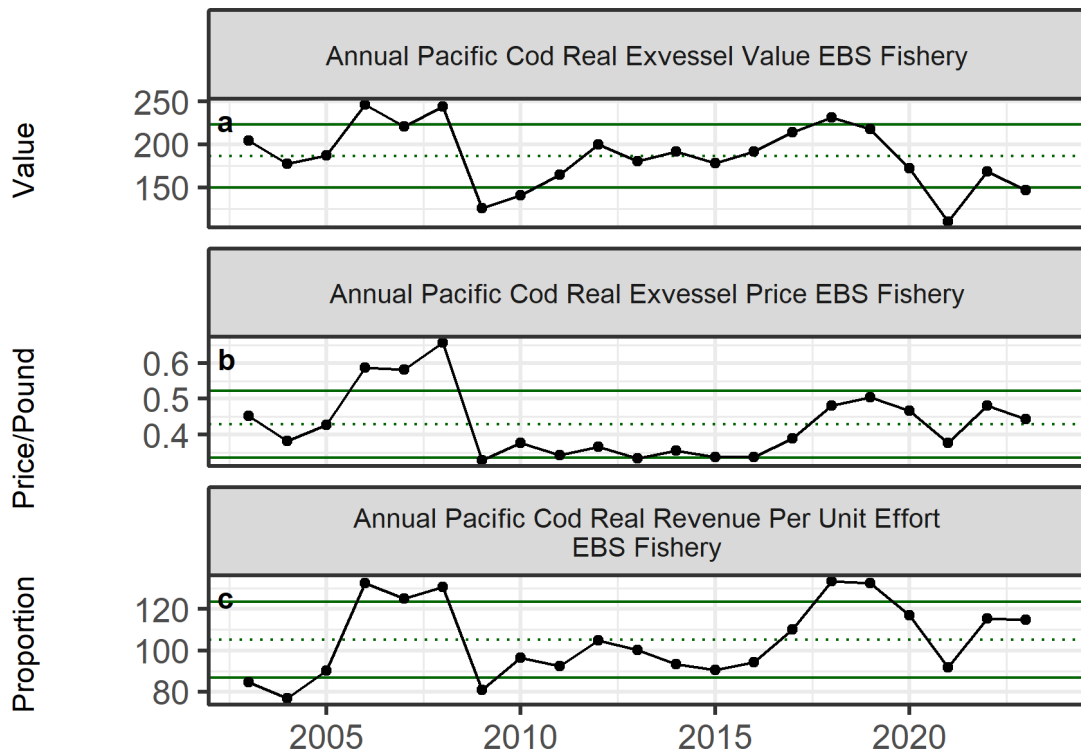 Annual Pacific Cod Real Exvessel Value EBS Fishery
Value
250
200
150
a
Annual Pacific Cod Real Exvessel Price EBS Fishery
Price/Pound
0.6
0.5
0.4
b
Annual Pacific Cod Real Revenue Per Unit Effort
EBS Fishery
Proportion
120
100
80
c
2005 2010 2015 2020